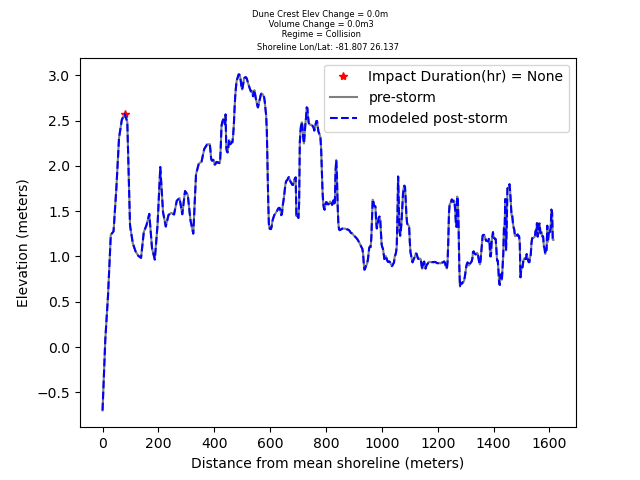 Dune Crest Elev Change = 0.0m
Volume Change = 0.0m3
Regime = Collision
Shoreline Lon/Lat: -81.807 26.137
Impact Duration(hr) = None
pre-storm
modeled post-storm
3.0
2.5
2.0
1.5
1.0
0.5
0.0
−0.5
Elevation (meters)
0 200 400 600 800 1000 1200 1400 1600
Distance from mean shoreline (meters)